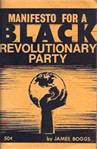 MANIFESTO FOR A
BLACK
REVOLUTIONARY
PARTY
50¢
by JAMES BOGGS